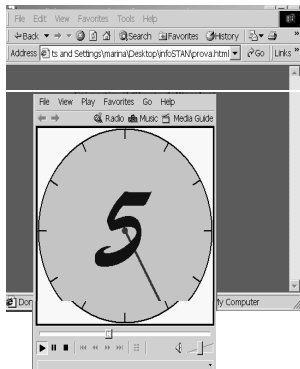 File Edit View Favorites Tools Help
Back Search Favorites History »
Address ts and Settings\marina\Desktop\infoSTAN\prova.html Go Links »
File View Play Favorites Go Help
Radio Music Media Guide
5
Don y Computer